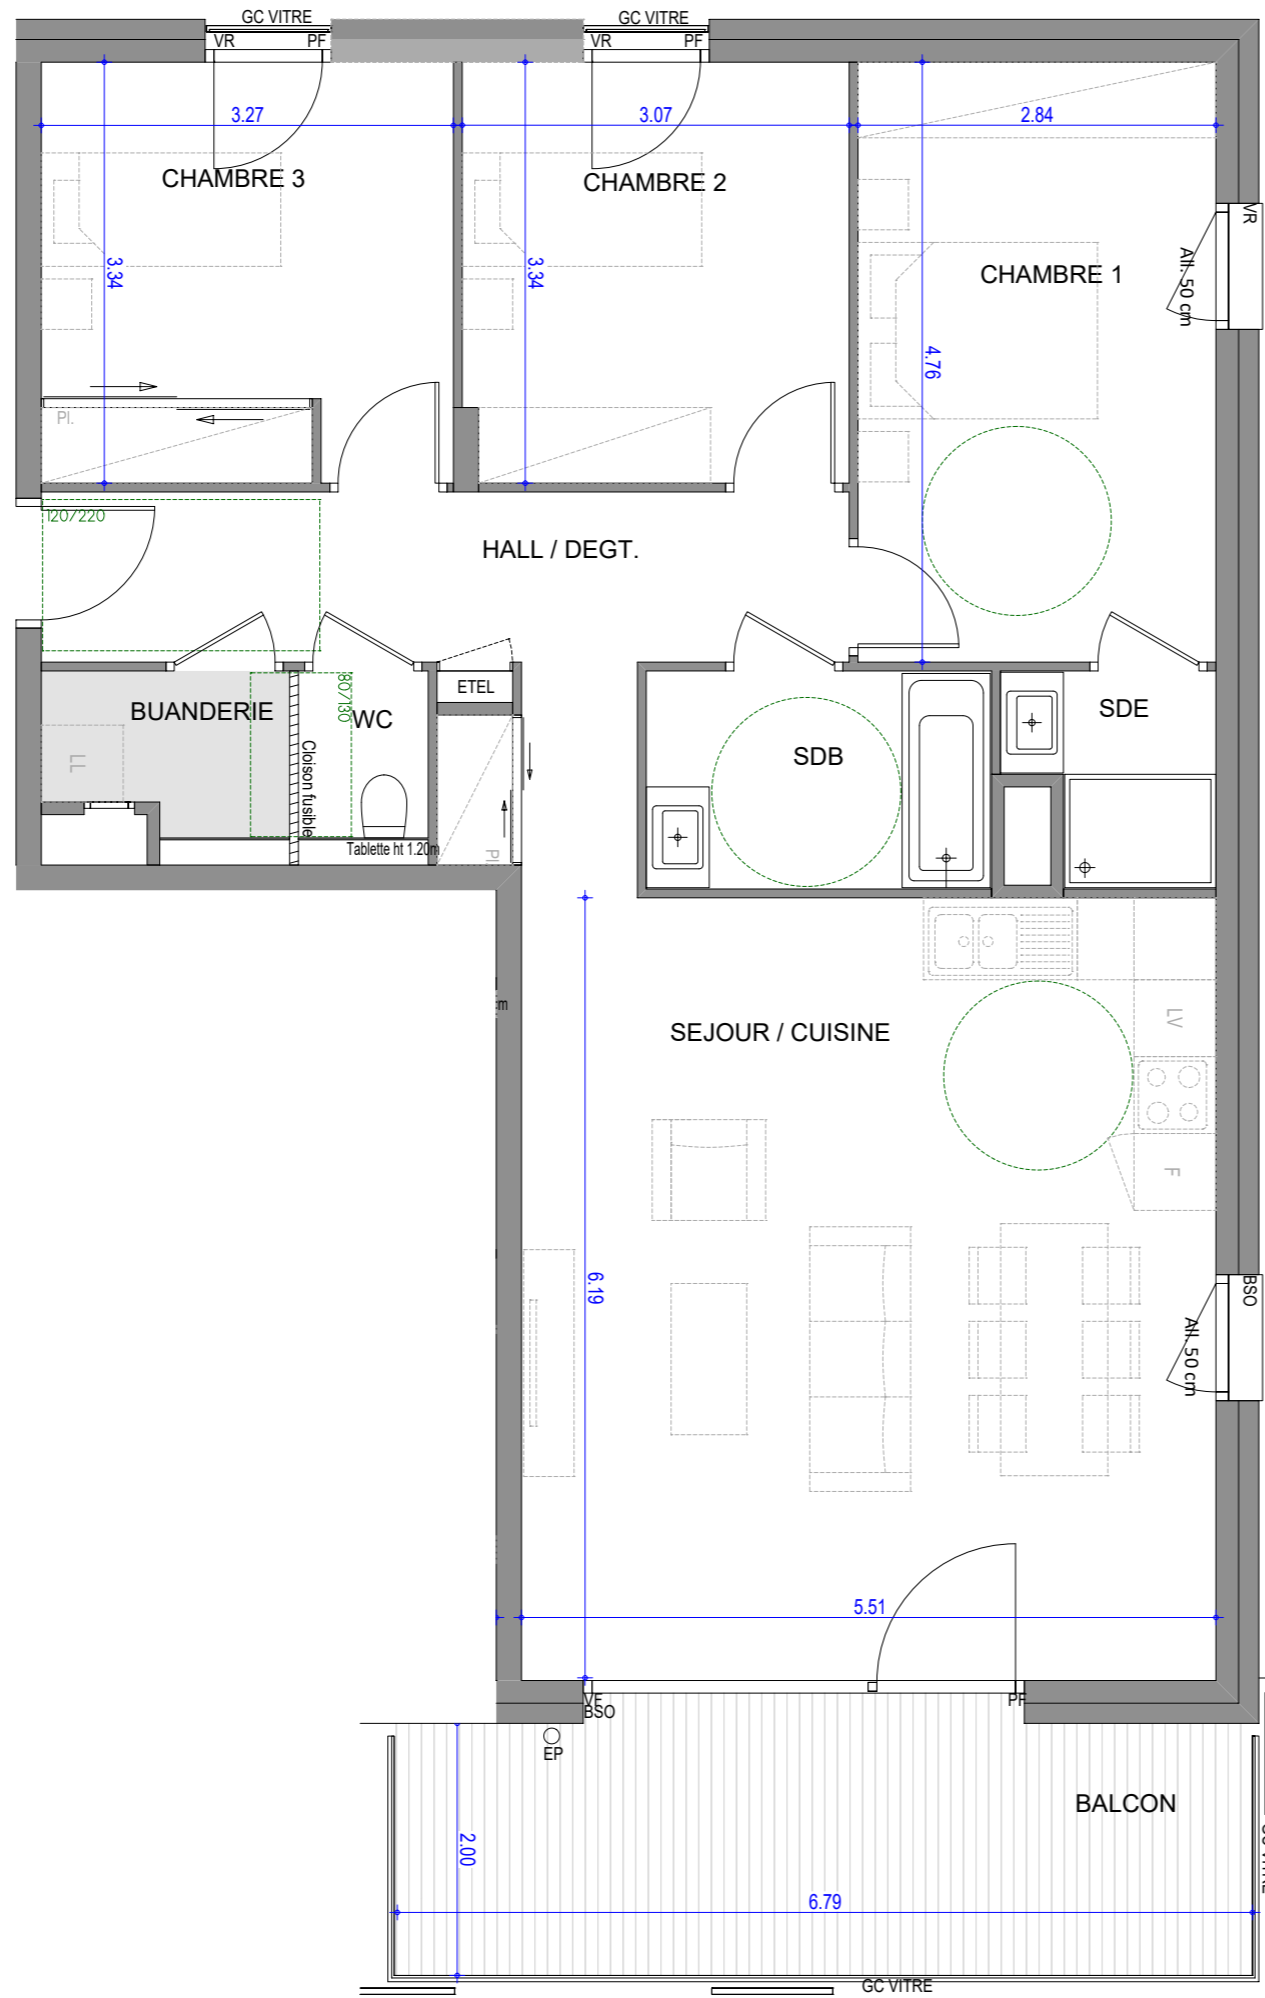 GC VITRE
GC VITRE
VR
PF
VR
PF
3.27
3.07
2.84
CHAMBRE 3
CHAMBRE 2
VR
All. 50 cm
3.34
3.34
CHAMBRE 1
4.76
Pl.
120/220
HALL / DEGT.
80/130
ETEL
BUANDERIE
WC
SDE
LL
Cloison fusible
SDB
Tablette ht 1.20m
Pl
m
LV
SEJOUR / CUISINE
F
6.19
BSO
All. 50 cm
5.51
VF
PF
BSO
EP
BALCON
2.00
6.79
GC VITRE